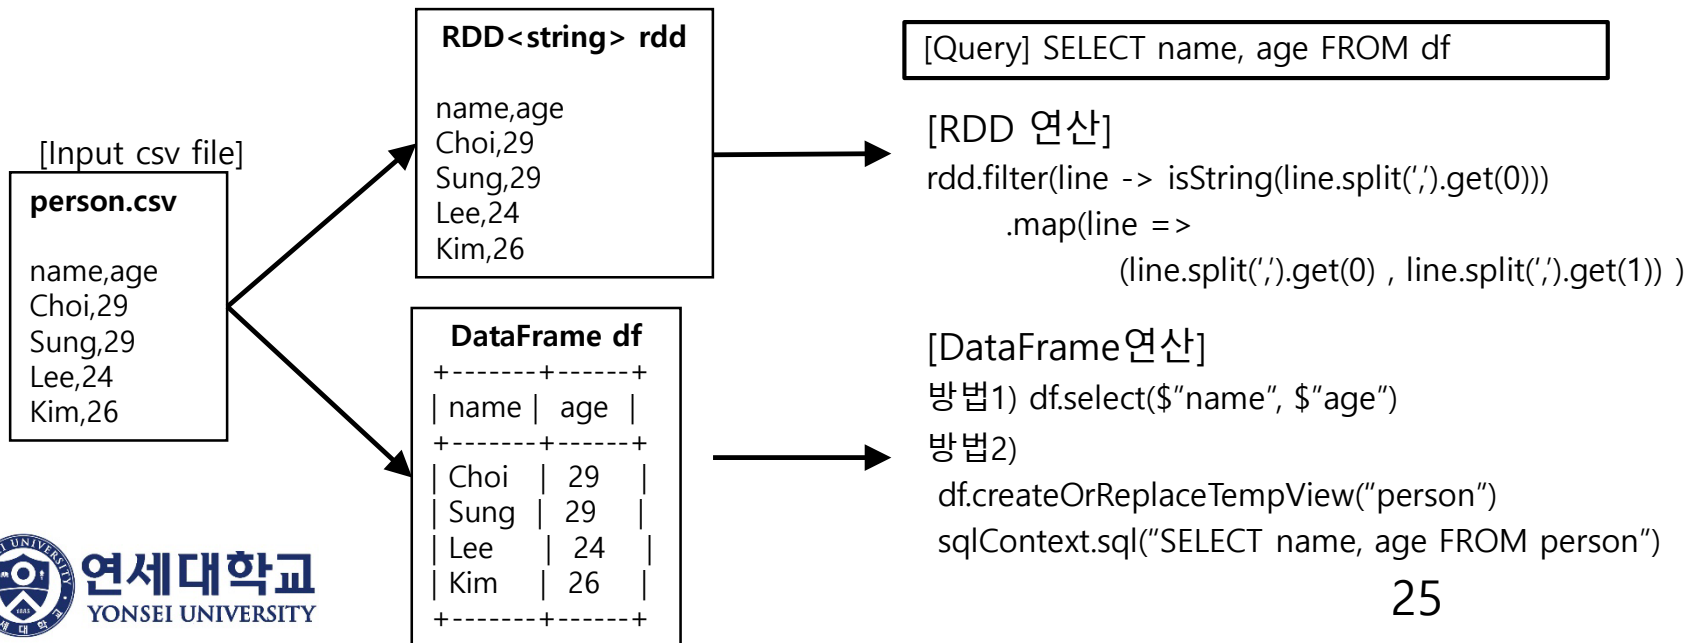 [Input csv file]
person.csv
name,age
Choi,29
Sung,29
Lee,24
Kim,26
RDD<string> rdd
name,age
Choi,29
Sung,29
Lee,24
Kim,26
DataFrame df
+-------+------+
| name | age |
+-------+------+
| Choi | 29 |
| Sung | 29 |
| Lee | 24 |
| Kim | 26 |
+-------+------+
[Query] SELECT name, age FROM df
[RDD 연산]
rdd.filter(line -> isString(line.split(',').get(0)))
.map(line =>
(line.split(',').get(0) , line.split(',').get(1)) )
[DataFrame연산]
방법1) df.select($"name", $"age")
방법2)
df.createOrReplaceTempView("person")
sqlContext.sql("SELECT name, age FROM person")
연세대학교
YONSEI UNIVERSITY
25